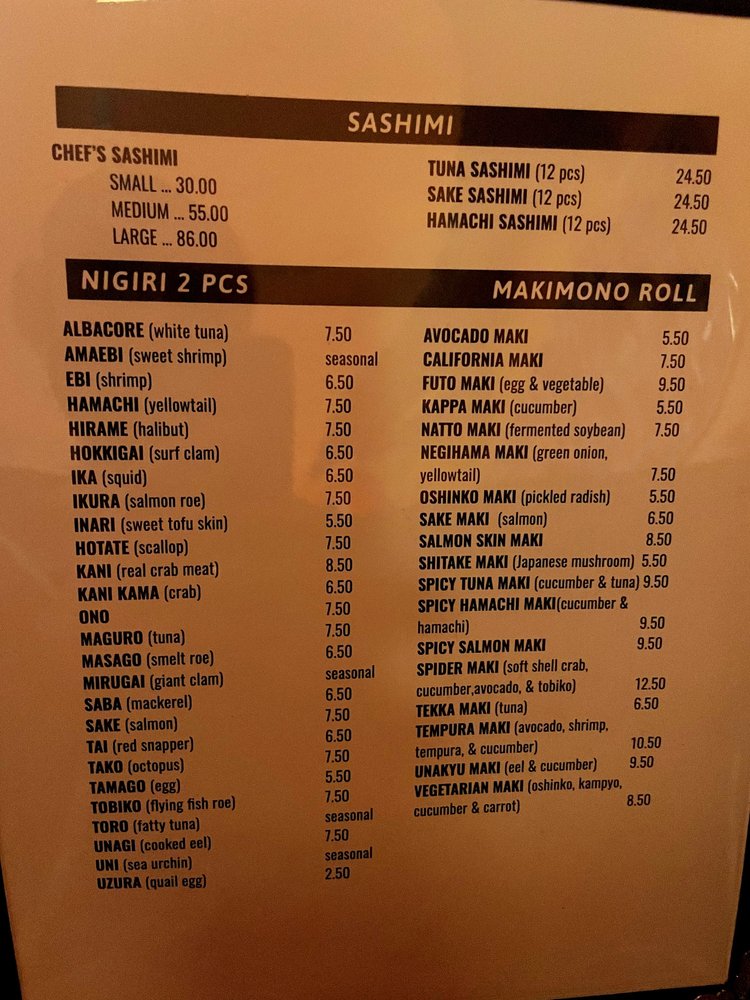 SASHIMI
CHEF'S SASHIMI
SMALL ... 30.00
MEDIUM ... 55.00
LARGE ... 86.00
TUNA SASHIMI (12 pcs) 24.50
SAKE SASHIMI (12 pcs) 24.50
HAMACHI SASHIMI (12 pcs) 24.50
NIGIRI 2 PCS
ALBACORE (white tuna) 7.50
AMAEBI (sweet shrimp) seasonal
EBI (shrimp) 6.50
HAMACHI (yellowtail) 7.50
HIRAME (halibut) 7.50
HOKKIGAI (surf clam) 6.50
IKA (squid) 6.50
IKURA (salmon roe) 7.50
INARI (sweet tofu skin) 5.50
HOTATE (scallop) 7.50
KANI (real crab meat) 8.50
KANI KAMA (crab) 6.50
ONO 7.50
MAGURO (tuna) 7.50
MASAGO (smelt roe) 6.50
MIRUGAI (giant clam) seasonal
SABA (mackerel) 6.50
SAKE (salmon) 7.50
TAI (red snapper) 6.50
TAKO (octopus) 7.50
TAMAGO (egg) 5.50
TOBIKO (flying fish roe) 7.50
TORO (fatty tuna) seasonal
UNAGI (cooked eel) 7.50
UNI (sea urchin) seasonal
UZURA (quail egg) 2.50
MAKIMONO ROLL
AVOCADO MAKI 5.50
CALIFORNIA MAKI 7.50
FUTO MAKI (egg & vegetable) 9.50
KAPPA MAKI (cucumber) 5.50
NATTO MAKI (fermented soybean) 7.50
NEGIHAMA MAKI (green onion,
yellowtail) 7.50
OSHINKO MAKI (pickled radish) 5.50
SAKE MAKI (salmon) 6.50
SALMON SKIN MAKI 8.50
SHITAKE MAKI (Japanese mushroom) 5.50
SPICY TUNA MAKI (cucumber & tuna) 9.50
SPICY HAMACHI MAKI(cucumber &
hamachi) 9.50
SPICY SALMON MAKI 9.50
SPIDER MAKI (soft shell crab,
cucumber,avocado, & tobiko) 12.50
TEKKA MAKI (tuna) 6.50
TEMPURA MAKI (avocado, shrimp,
tempura, & cucumber) 10.50
UNAKYU MAKI (eel & cucumber) 9.50
VEGETARIAN MAKI (oshinko, kampyo,
cucumber & carrot) 8.50